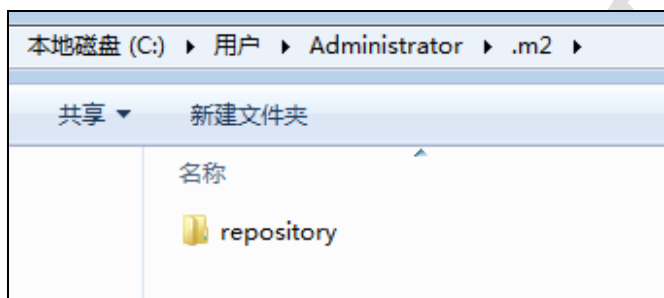 本地磁盘 (C:) ▸ 用户 ▸ Administrator ▸ .m2 ▸
共享 ▾ 新建文件夹
名称
repository